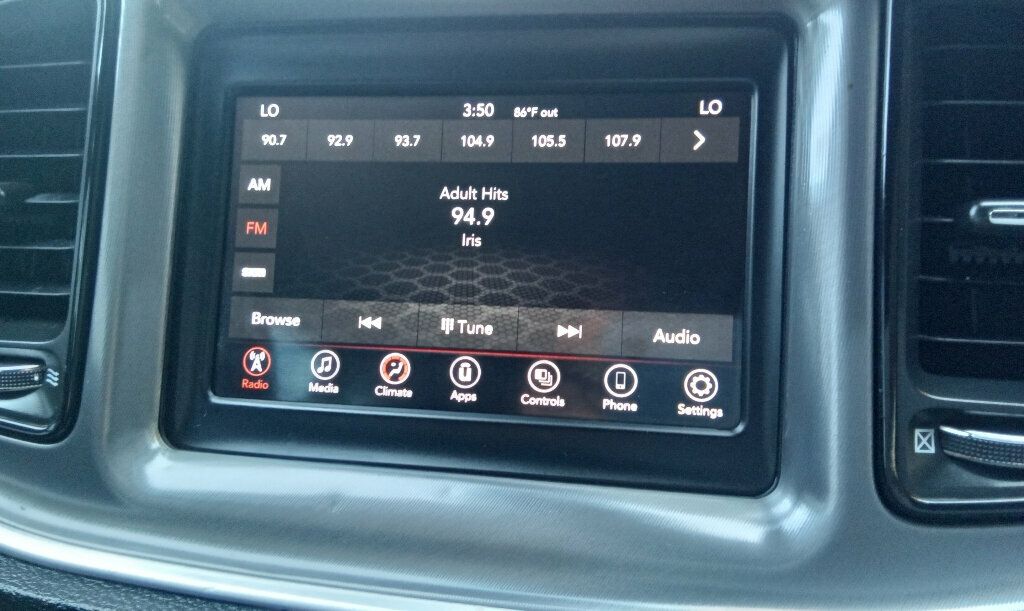 LO 3:50 86°F out LO
90.7 92.9 93.7 104.9 105.5 107.9
AM
Adult Hits
94.9
FM
Iris
Browse Tune Audio
Radio Media Climate Apps Controls Phone Settings